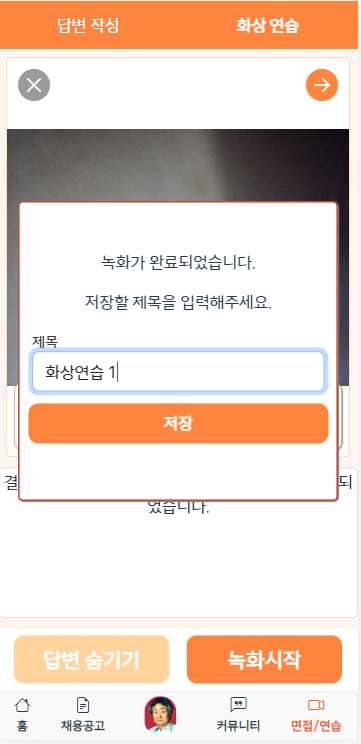 답변 작성
화상 연습
녹화가 완료되었습니다.
저장할 제목을 입력해주세요.
제목
화상연습 1
저장
었습니다.
답변 숨기기
녹화시작
홈
채용공고
커뮤니티
면접/연습